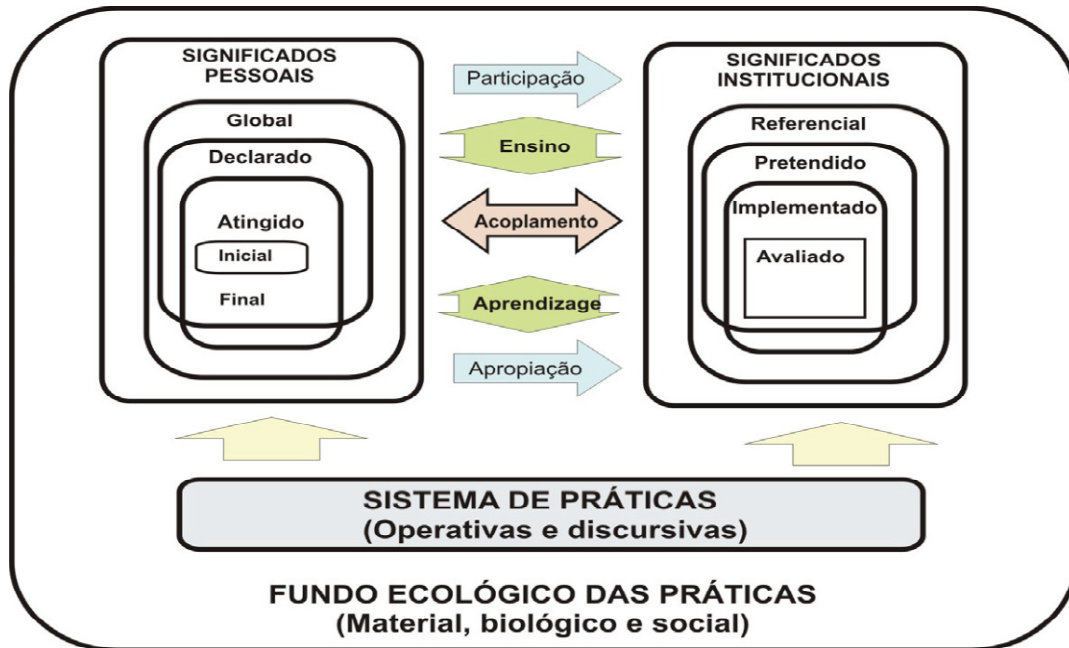 SIGNIFICADOS
PESSOAIS
Global
Declarado
Atingido
Inicial
Final
Participação
Ensino
Acoplamento
Aprendizage
Apropiação
SIGNIFICADOS
INSTITUCIONAIS
Referencial
Pretendido
Implementado
Avaliado
SISTEMA DE PRÁTICAS
(Operativas e discursivas)
FUNDO ECOLÓGICO DAS PRÁTICAS
(Material, biológico e social)